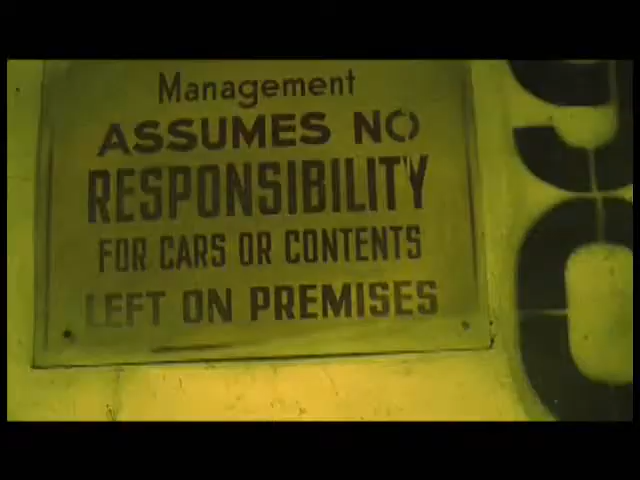 Management
ASSUMES NO
RESPONSIBILITY
FOR CARS OR CONTENTS
LEFT ON PREMISES